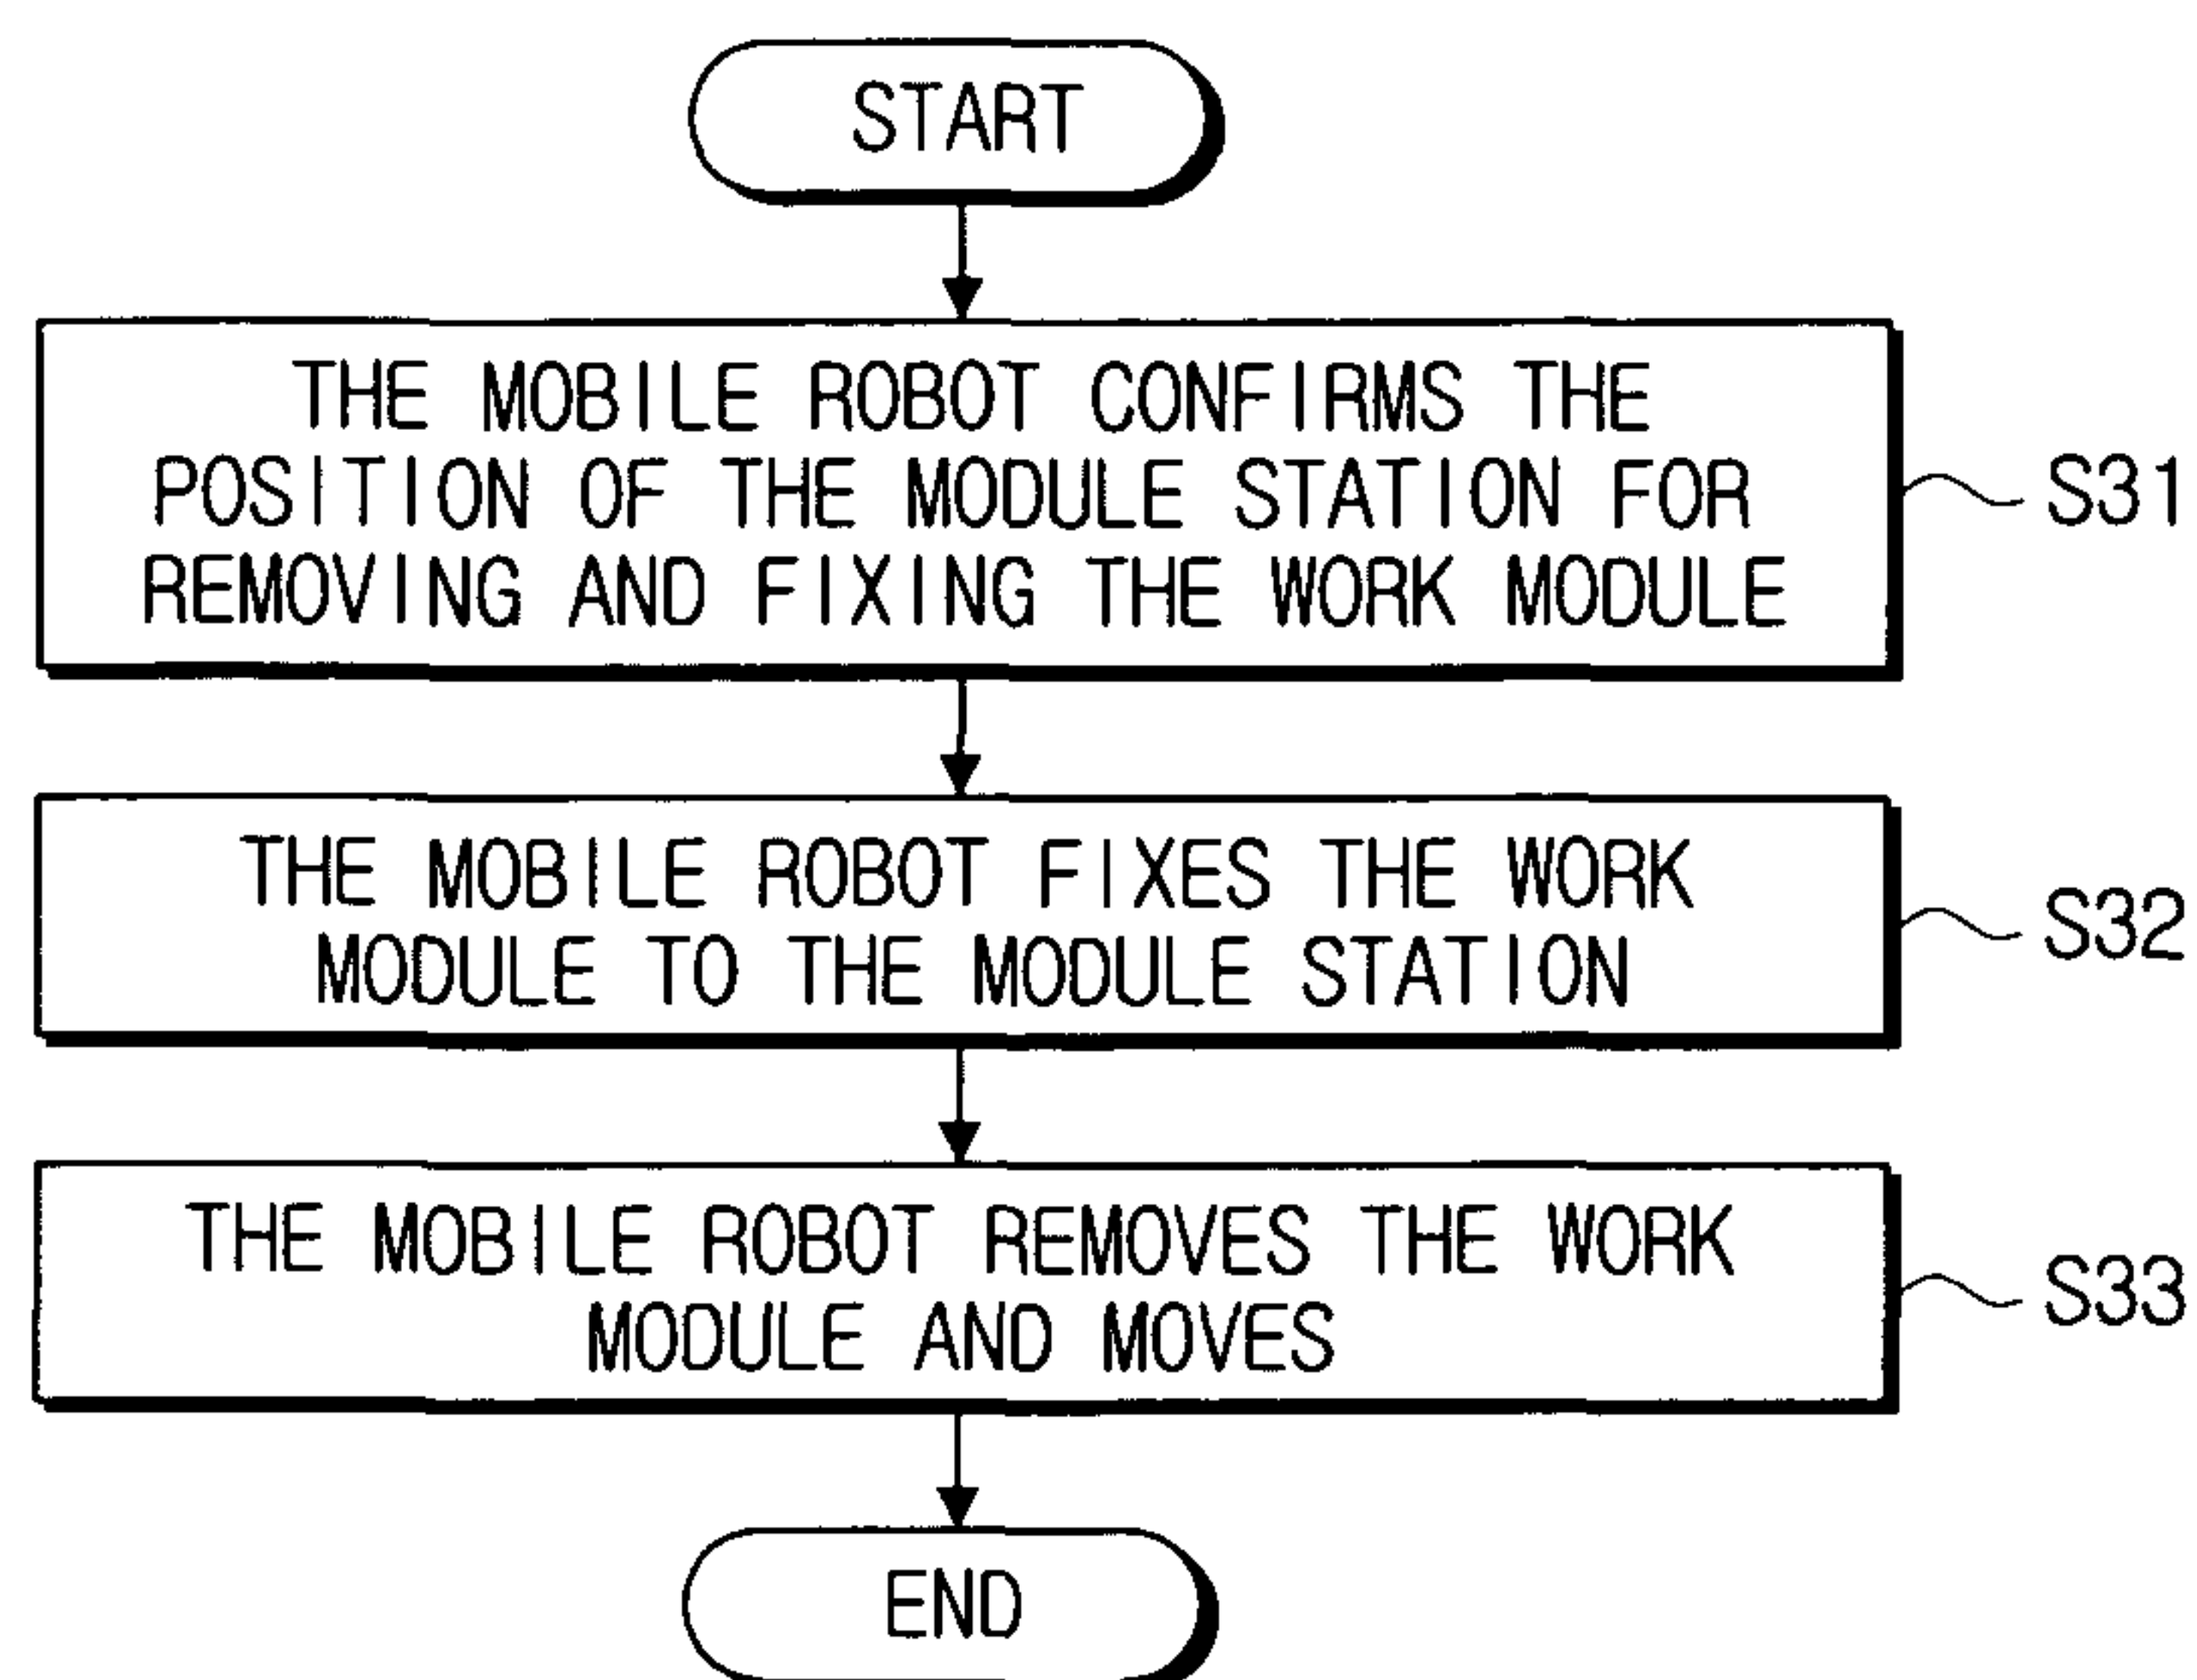 START
THE MOBILE ROBOT CONFIRMS THE
POSITION OF THE MODULE STATION FOR
REMOVING AND FIXING THE WORK MODULE
S31
THE MOBILE ROBOT FIXES THE WORK
MODULE TO THE MODULE STATION
S32
THE MOBILE ROBOT REMOVES THE WORK
MODULE AND MOVES
S33
END